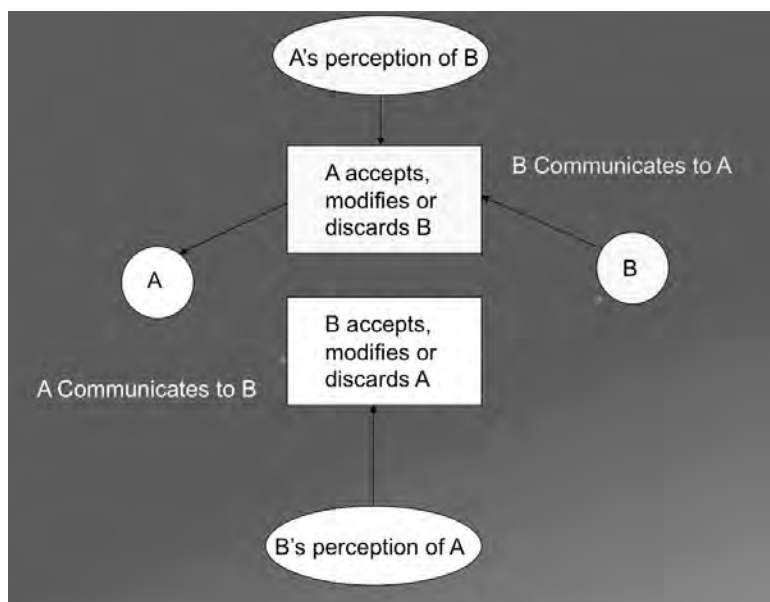 A's perception of B
A accepts,
modifies or
discards B
B Communicates to A
A
B
B accepts,
modifies or
discards A
A Communicates to B
B's perception of A